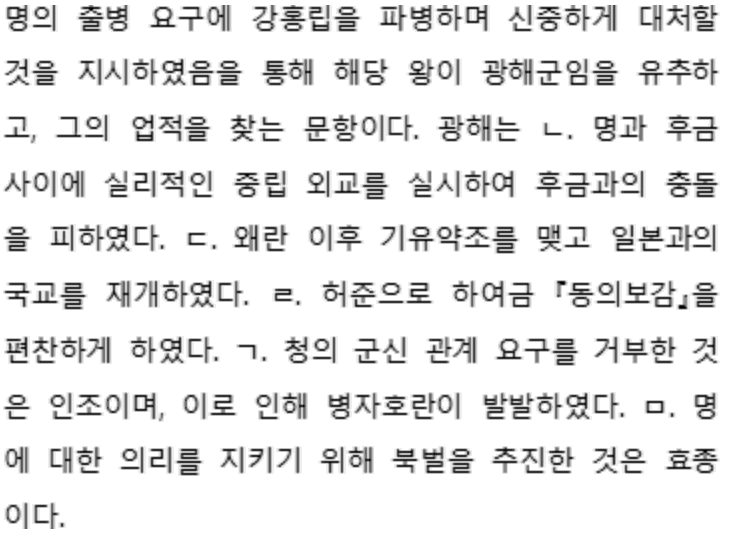 명의 출병 요구에 강홍립을 파병하며 신중하게 대처할
것을 지시하였음을 통해 해당 왕이 광해군임을 유추하
고, 그의 업적을 찾는 문항이다. 광해는 ㄴ. 명과 후금
사이에 실리적인 중립 외교를 실시하여 후금과의 충돌
을 피하였다. ㄷ. 왜란 이후 기유약조를 맺고 일본과의
국교를 재개하였다. ㄹ. 허준으로 하여금 『동의보감』을
편찬하게 하였다. ㄱ. 청의 군신 관계 요구를 거부한 것
은 인조이며, 이로 인해 병자호란이 발발하였다. ㅁ. 명
에 대한 의리를 지키기 위해 북벌을 추진한 것은 효종
이다.